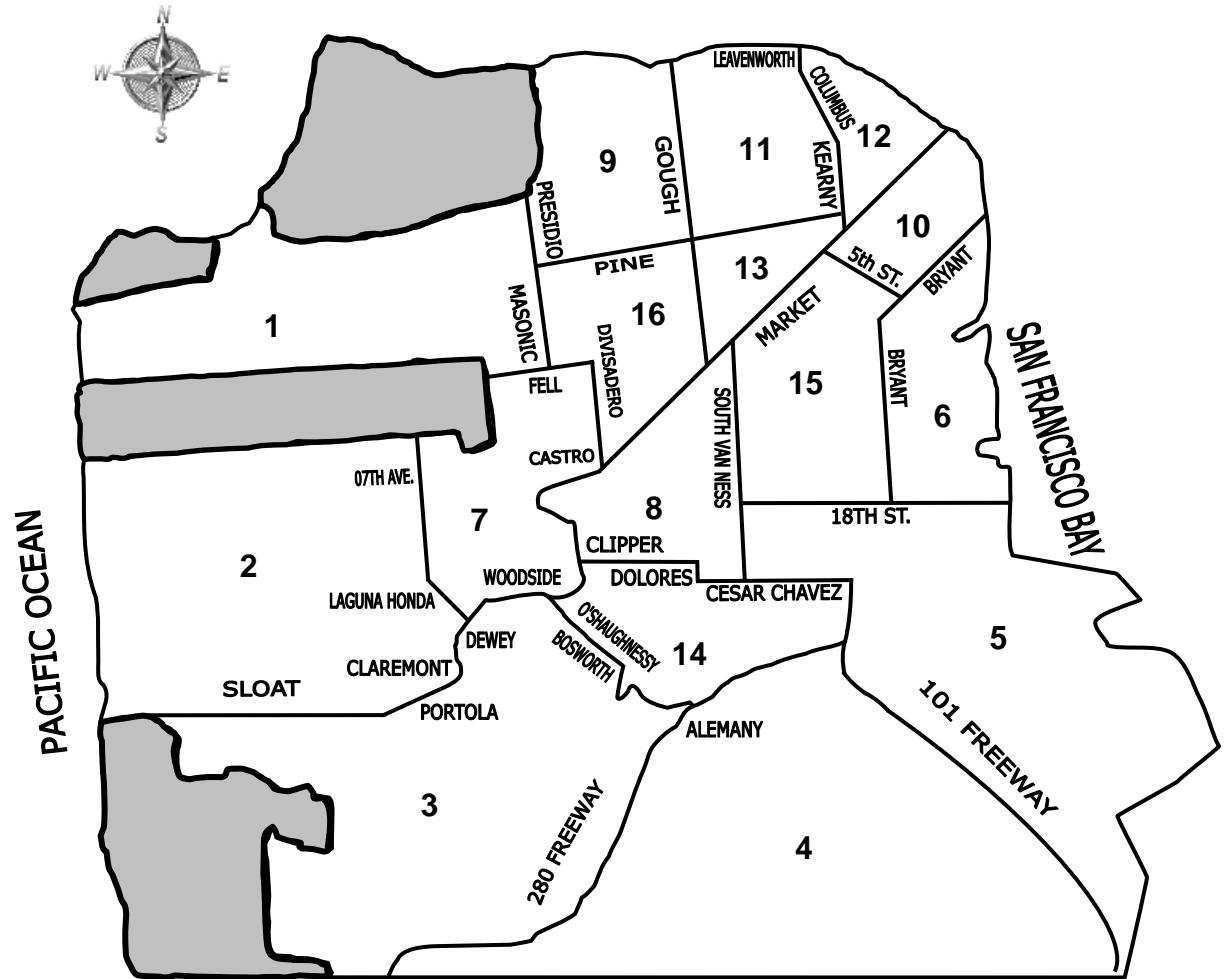 N
W E
S
LEAVENWORTH
COLUMBUS
12
9
GOUGH
11
KEARNY
PRESIDIO
10
5th ST.
BRYANT
PINE
13
MASONIC
16
MARKET
1
DIVISADERO
SAN FRANCISCO BAY
FELL
15
BRYANT
SOUTH VAN NESS
6
CASTRO
07TH AVE.
8
7
18TH ST.
CLIPPER
2
WOODSIDE
DOLORES
CESAR CHAVEZ
PACIFIC OCEAN
LAGUNA HONDA
O'SHAUGHNESSY
DEWEY
BOSWORTH
14
5
CLAREMONT
SLOAT
PORTOLA
ALEMANY
101 FREEWAY
3
280 FREEWAY
4